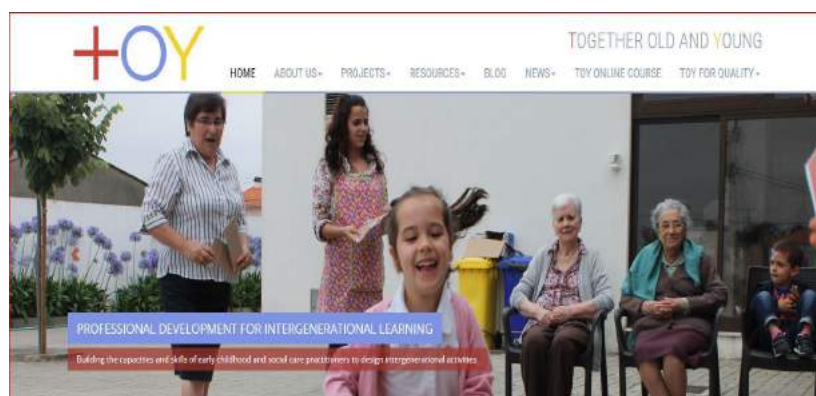 TOY
TOGETHER OLD AND YOUNG
HOME ABOUT US PROJECTS RESOURCES BLOG NEWS TOY ONLINE COURSE TOY FOR QUALITY
PROFESSIONAL DEVELOPMENT FOR INTERGENERATIONAL LEARNING
Building the capacities and skills of early childhood and social care practitioners to design intergenerational activities